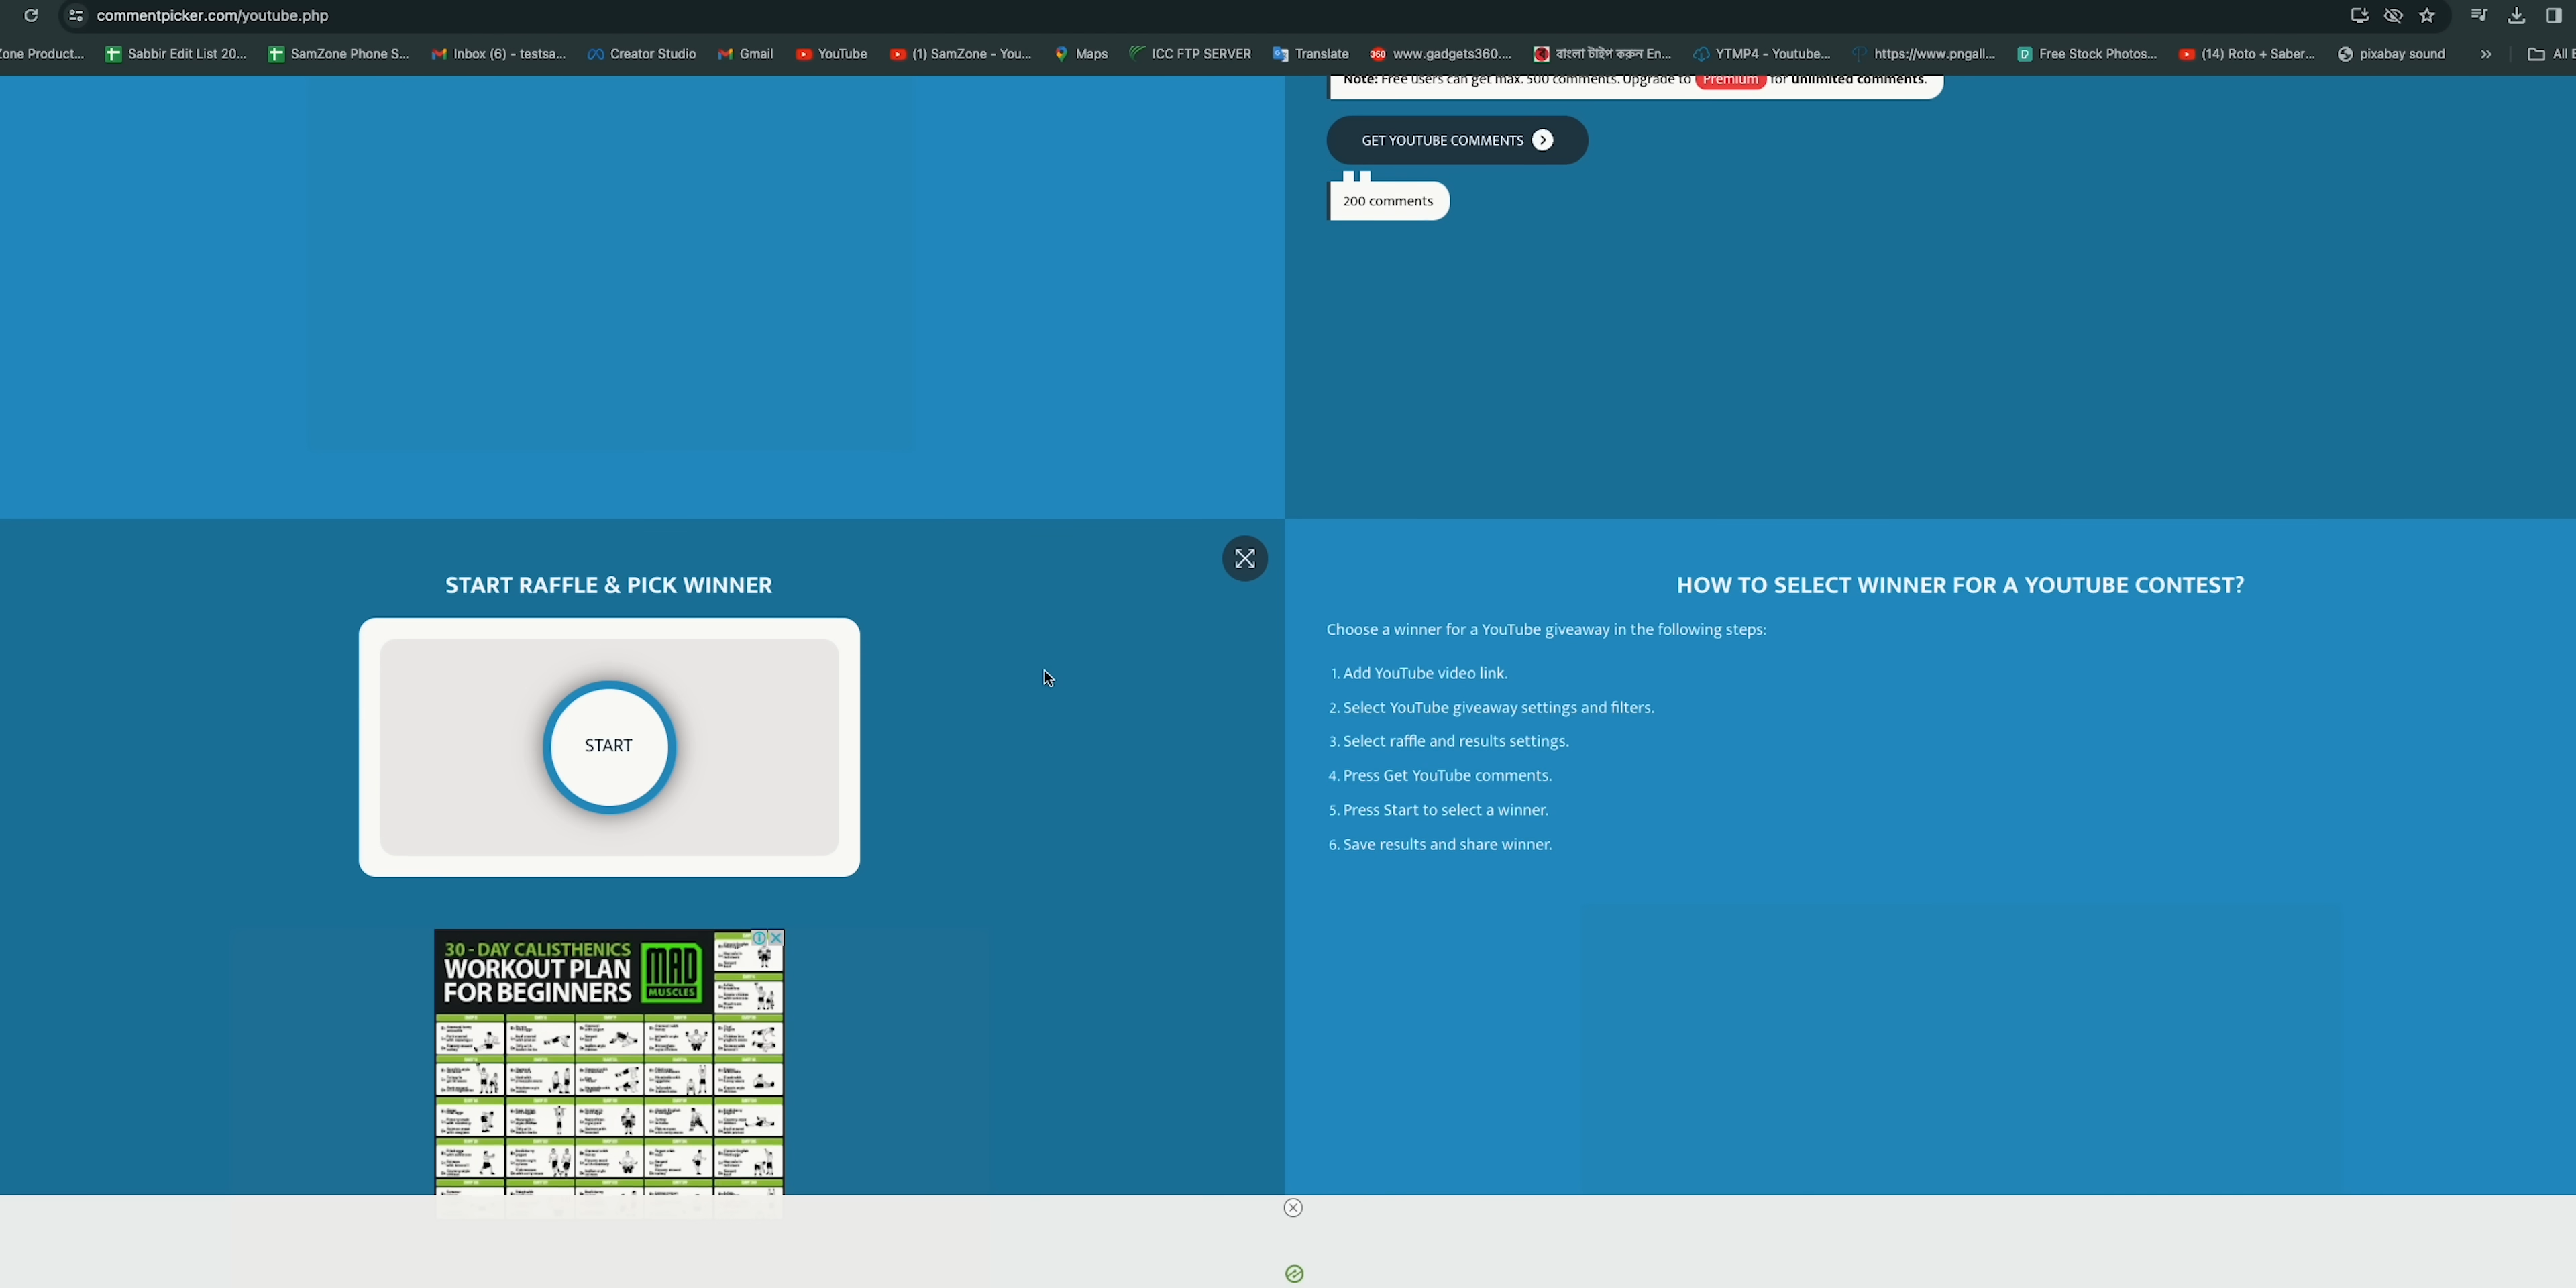 commentpicker.com/youtube.php
Zone Product...
Sabbir Edit List 20...
SamZone Phone S...
Inbox (6) - testsa...
Creator Studio
Gmail
YouTube
(1) SamZone - You...
Maps
ICC FTP SERVER
Translate
360
www.gadgets360....
বাংলা টাইপ করুন En...
YTMP4 - Youtube...
https://www.pngall...
Free Stock Photos...
(14) Roto + Saber...
pixabay sound
»
All
Note: Free users can get max. 500 comments. Upgrade to Premium for unlimited comments.
GET YOUTUBE COMMENTS
200 comments
START RAFFLE & PICK WINNER
START
HOW TO SELECT WINNER FOR A YOUTUBE CONTEST?
Choose a winner for a YouTube giveaway in the following steps:
1. Add YouTube video link.
2. Select YouTube giveaway settings and filters.
3. Select raffle and results settings.
4. Press Get YouTube comments.
5. Press Start to select a winner.
6. Save results and share winner.
30 - DAY CALISTHENICS
WORKOUT PLAN
FOR BEGINNERS
MAD
MUSCLES